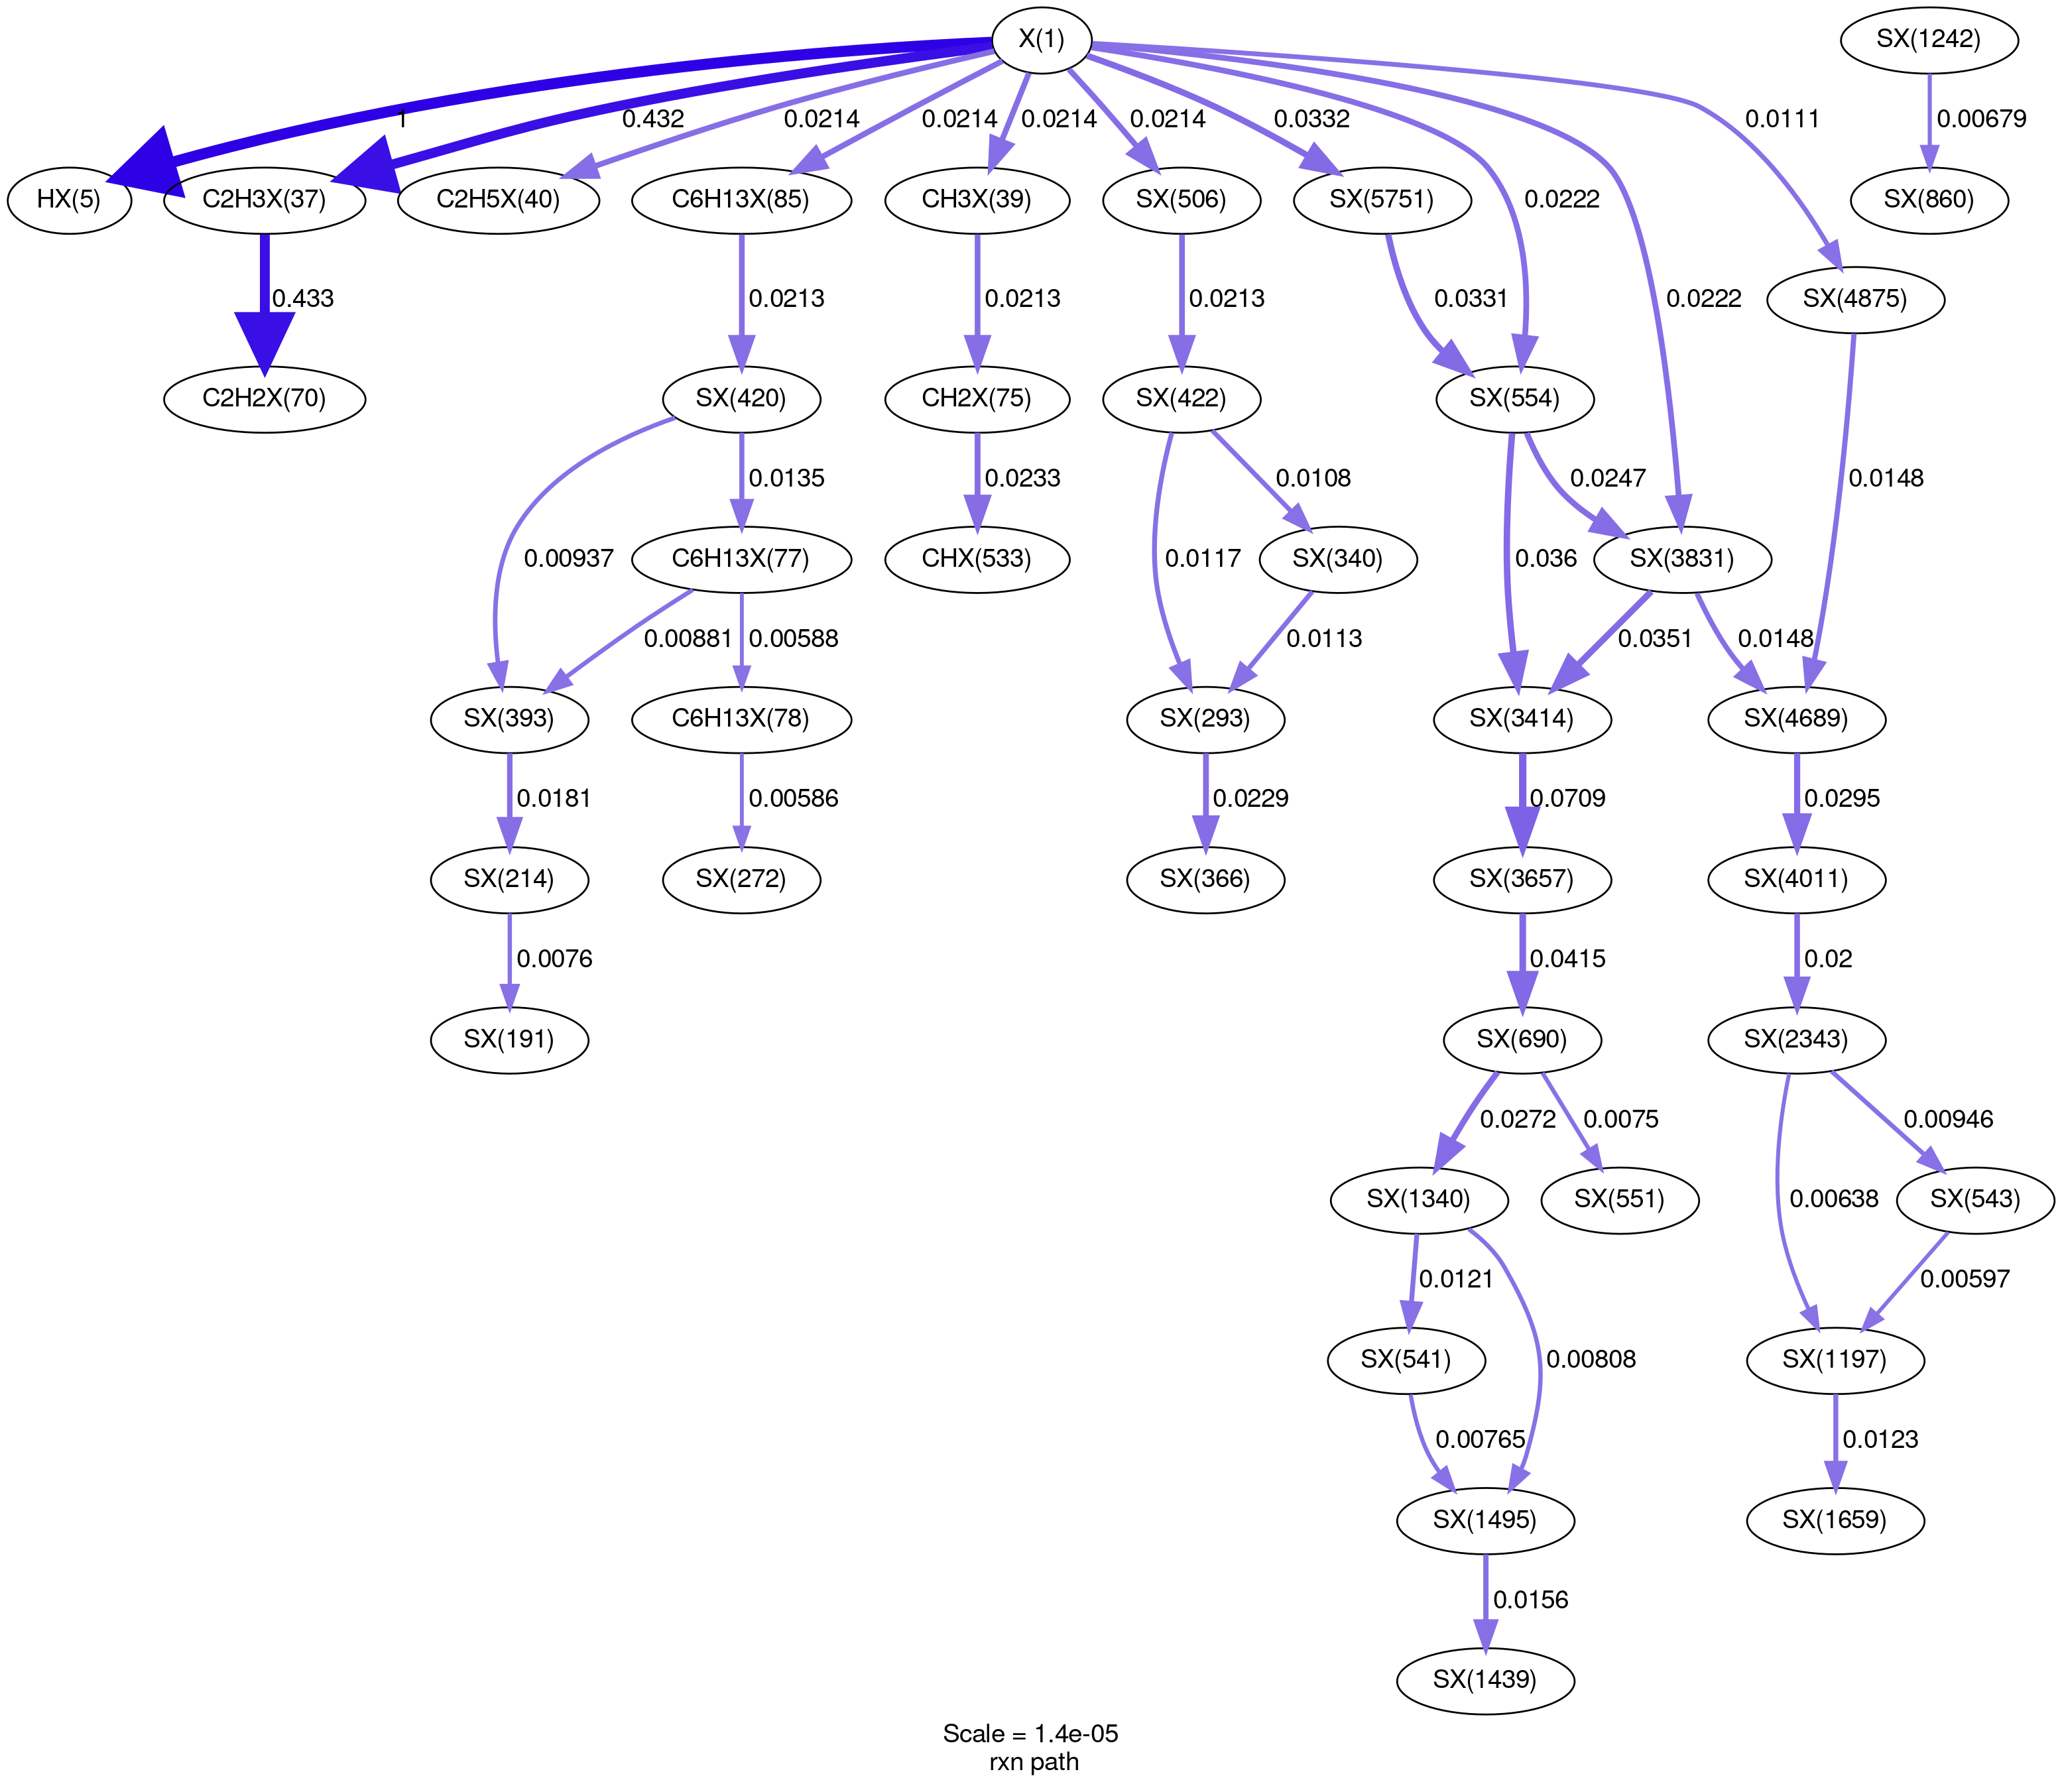 X(1)
SX(1242)
1
0.432
0.0214
0.0214
0.0214
0.0214
0.0332
0.0222
0.0222
0.0111
0.00679
HX(5)
C2H3X(37)
C2H5X(40)
C6H13X(85)
CH3X(39)
SX(506)
SX(5751)
SX(860)
0.433
0.0213
0.0213
0.0213
0.0331
SX(4875)
C2H2X(70)
SX(420)
CH2X(75)
SX(422)
SX(554)
0.0135
0.0233
0.0108
0.0247
0.0148
0.00937
C6H13X(77)
CHX(533)
0.0117
SX(340)
0.036
SX(3831)
0.00881
0.00588
0.0113
0.0351
0.0148
SX(393)
C6H13X(78)
SX(293)
SX(3414)
SX(4689)
0.0181
0.00586
0.0229
0.0709
0.0295
SX(214)
SX(272)
SX(366)
SX(3657)
SX(4011)
0.0076
0.0415
0.02
SX(191)
SX(690)
SX(2343)
0.0272
0.0075
0.00946
SX(1340)
SX(551)
0.00638
SX(543)
0.0121
0.00597
SX(541)
0.00808
SX(1197)
0.00765
0.0123
SX(1495)
SX(1659)
0.0156
SX(1439)
Scale = 1.4e-05
rxn path